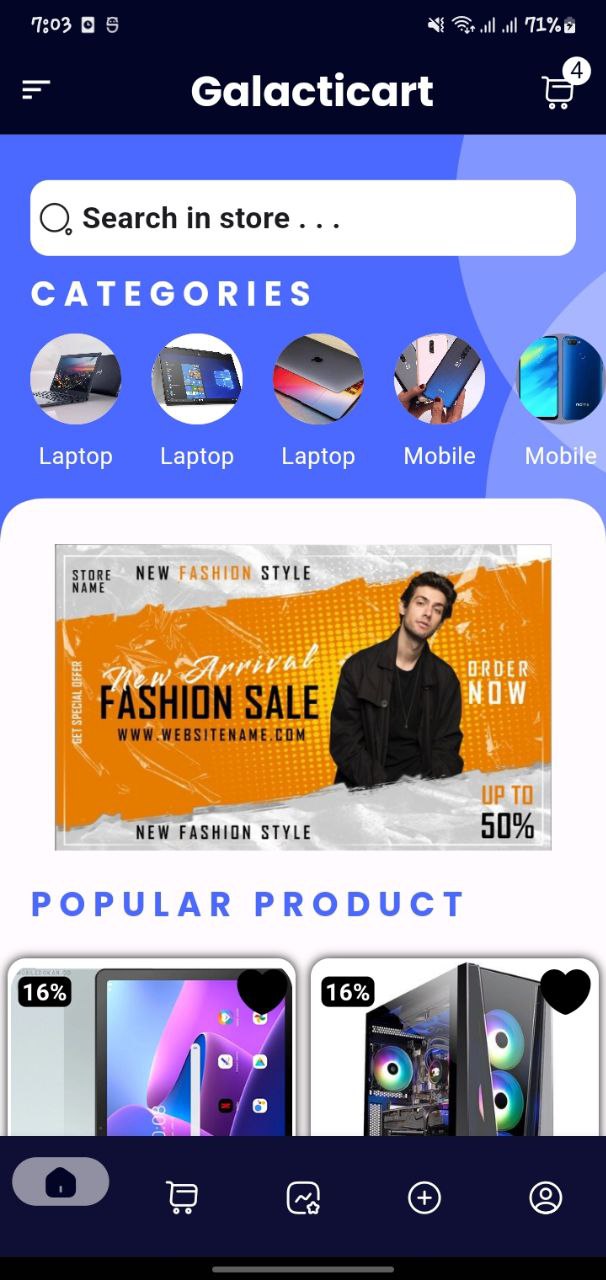 7:03
71%
Galacticart
4
Search in store . . .
CATEGORIES
Laptop
Laptop
Laptop
Mobile
Mobile
STORE
NAME
NEW FASHION STYLE
GET SPECIAL OFFER
New Arrival
FASHION SALE
WWW.WEBSITENAME.COM
ORDER
NOW
UP TO
50%
NEW FASHION STYLE
POPULAR PRODUCT
16%
16%